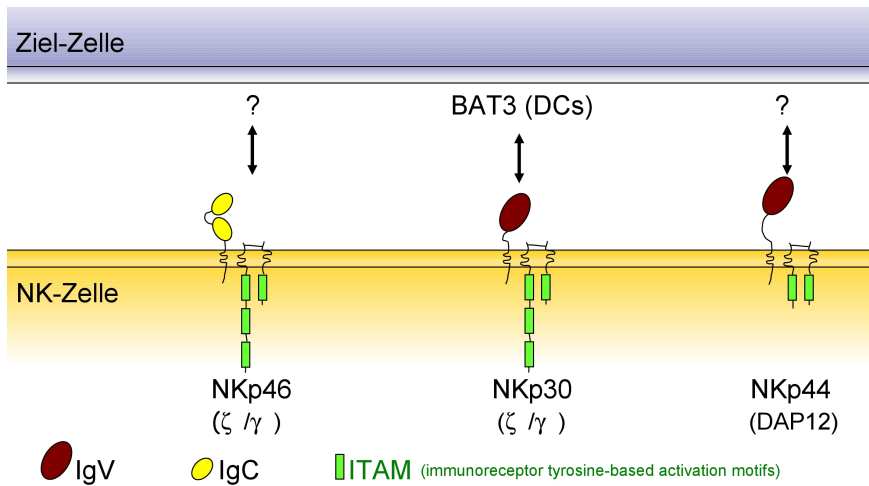 Ziel-Zelle
? BAT3 (DCs) ?
NK-Zelle
NKp46 NKp30 NKp44
(ζ /γ ) (ζ /γ ) (DAP12)
IgV IgC ITAM (immunoreceptor tyrosine-based activation motifs)